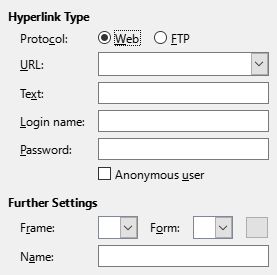 Hyperlink Type
Protocol: Web FTP
URL:
Text:
Login name:
Password:
Anonymous user
Further Settings
Frame: Form:
Name: